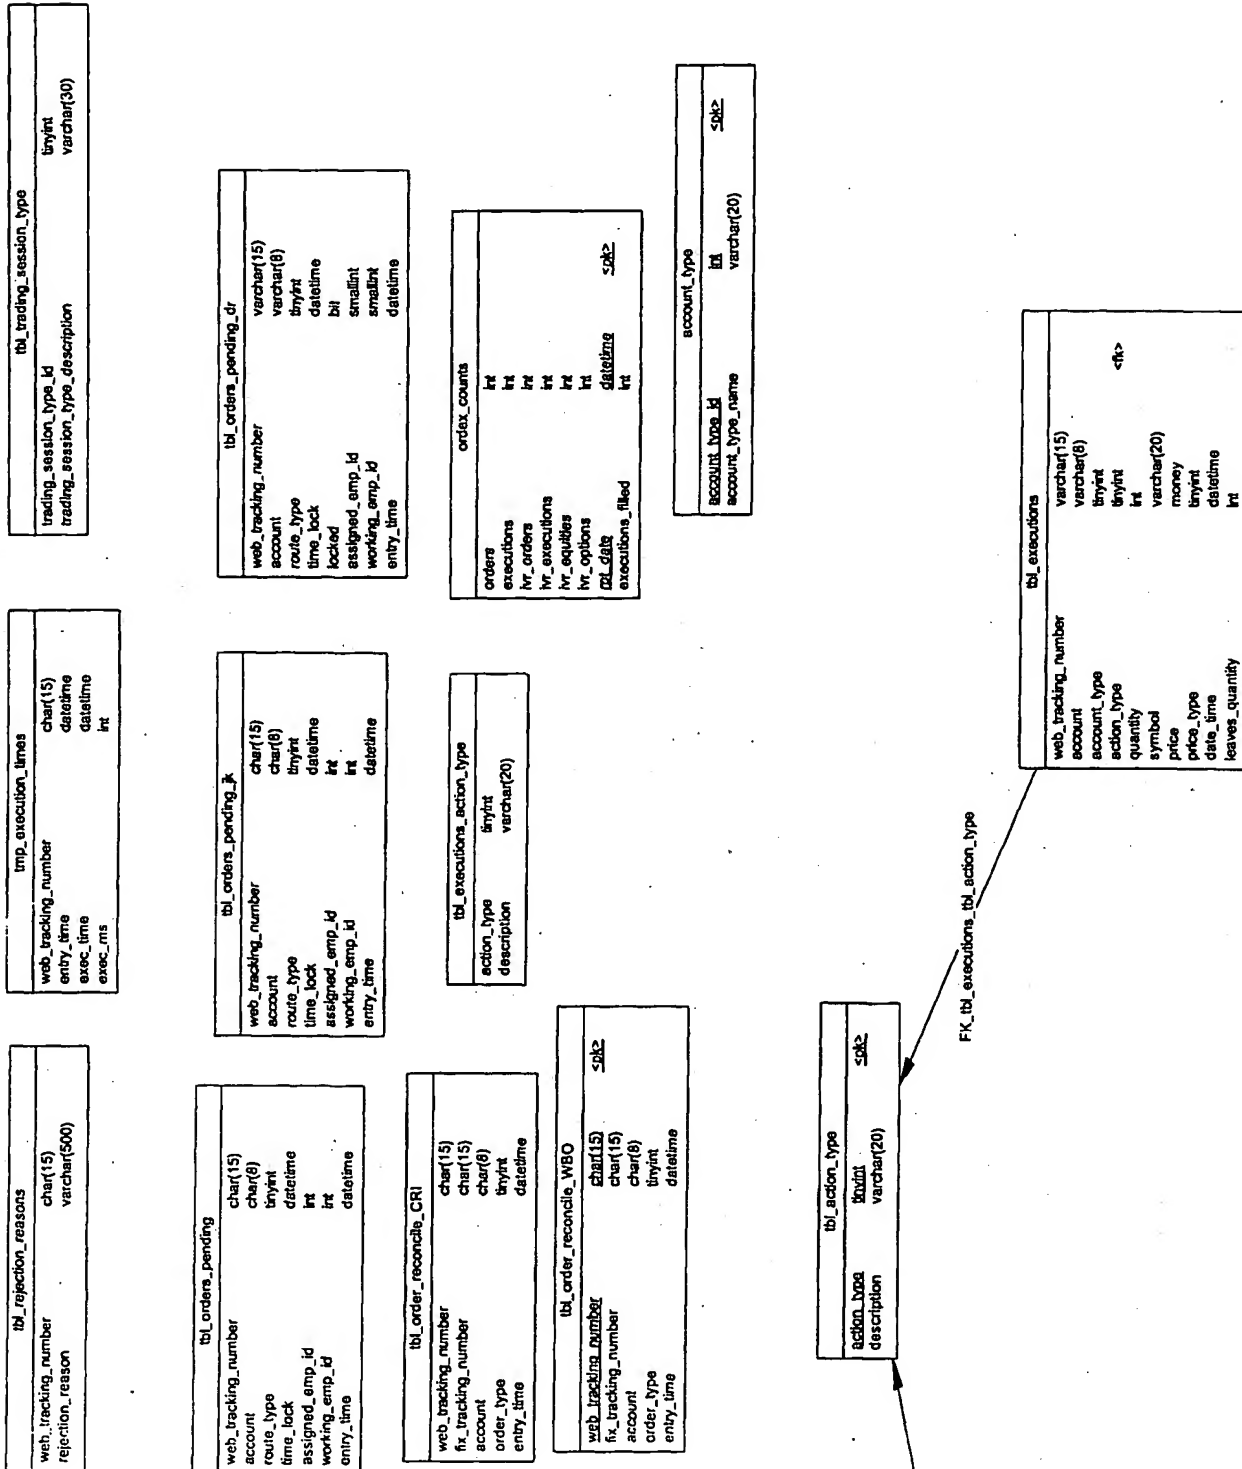 tbl_rejection_reasons
web_tracking_number char(15)
rejection_reason varchar(500)
tmp_execution_times
web_tracking_number char(15)
entry_time datetime
exec_time datetime
exec_ms int
tbl_trading_session_type
trading_session_type_id tinyint
trading_session_type_description varchar(30)
tbl_orders_pending
web_tracking_number char(15)
account char(8)
route_type tinyint
time_lock datetime
assigned_emp_id int
working_emp_id int
entry_time datetime
tbl_orders_pending_jk
web_tracking_number char(15)
account char(8)
route_type tinyint
time_lock datetime
assigned_emp_id int
working_emp_id int
entry_time datetime
tbl_orders_pending_dr
web_tracking_number varchar(15)
account varchar(8)
route_type tinyint
time_lock datetime
locked bit
assigned_emp_id smallint
working_emp_id smallint
entry_time datetime
tbl_order_reconcile_CRI
web_tracking_number char(15)
fix_tracking_number char(15)
account char(8)
order_type tinyint
entry_time datetime
tbl_executions_action_type
action_type tinyint
description varchar(20)
ordex_counts
orders int
executions int
ivr_orders int
ivr_executions int
ivr_equities int
ivr_options int
rpt_date datetime <pk>
executions_filled int
tbl_order_reconcile_WBO
web_tracking_number char(15) <pk>
fix_tracking_number char(15)
account char(8)
order_type tinyint
entry_time datetime
account_type
account_type_id int <pk>
account_type_name varchar(20)
tbl_action_type
action_type tinyint <pk>
description varchar(20)
FK_tbl_executions_tbl_action_type
tbl_executions
web_tracking_number varchar(15)
account varchar(8)
account_type tinyint
action_type tinyint <fk>
quantity int
symbol varchar(20)
price money
price_type tinyint
date_time datetime
leaves_quantity int